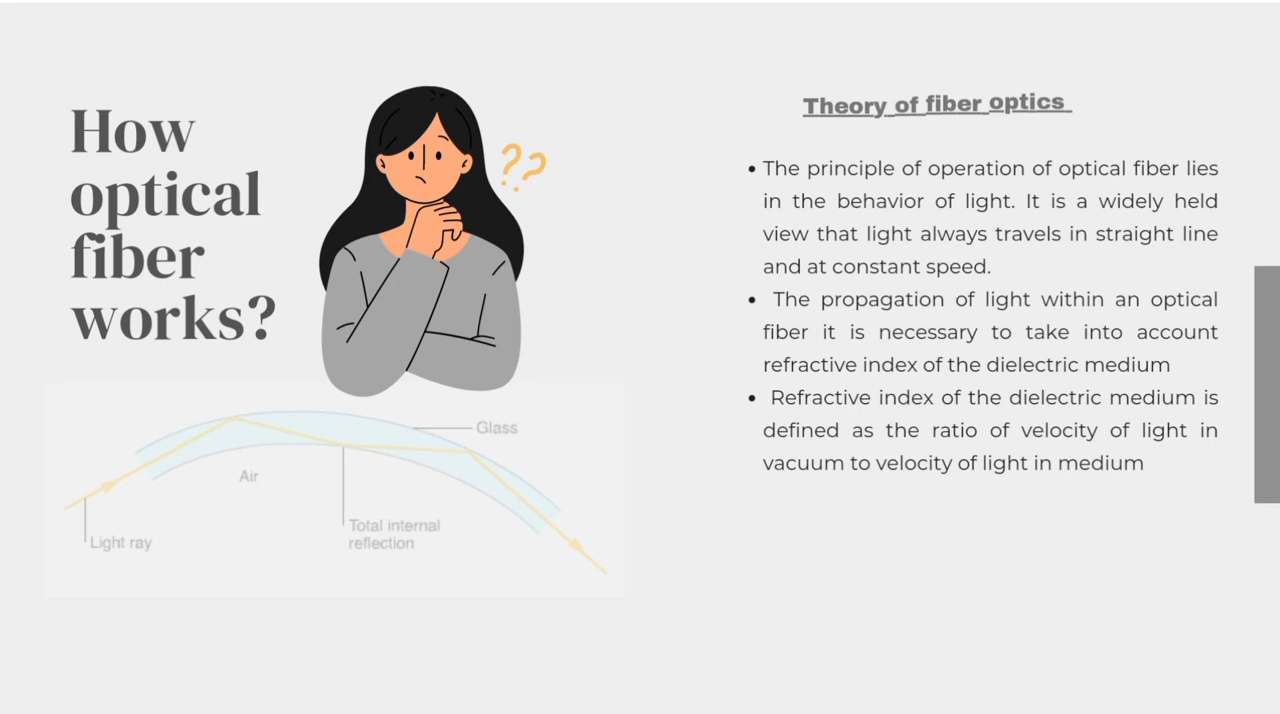 How
optical
fiber
works?
??
Glass
Air
Total internal
reflection
Light ray
Theory of fiber optics
• The principle of operation of optical fiber lies
in the behavior of light. It is a widely held
view that light always travels in straight line
and at constant speed.
• The propagation of light within an optical
fiber it is necessary to take into account
refractive index of the dielectric medium
• Refractive index of the dielectric medium is
defined as the ratio of velocity of light in
vacuum to velocity of light in medium